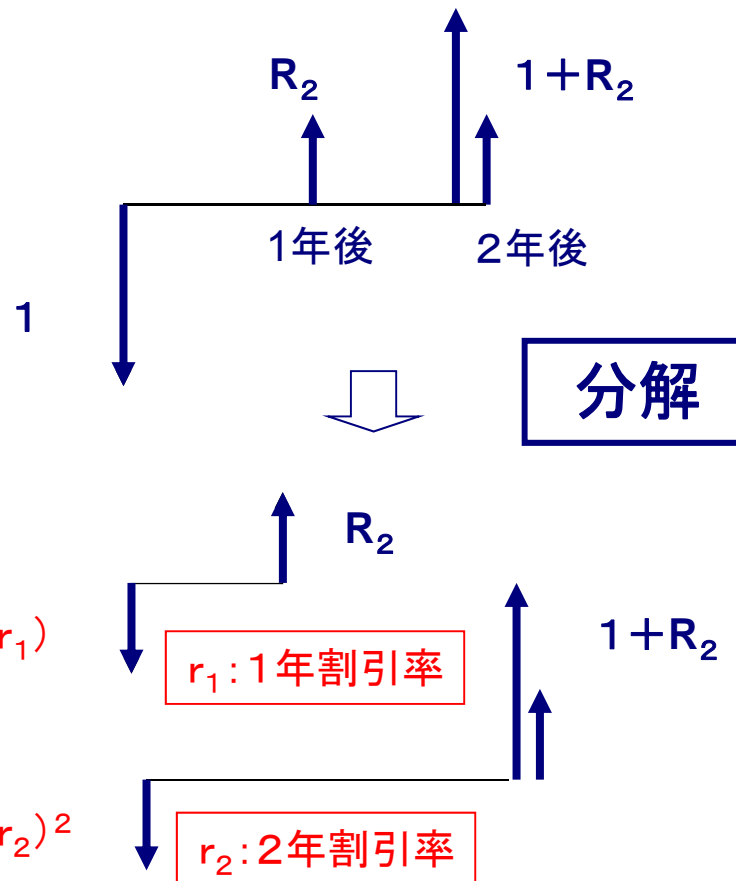 R₂
1+R₂
1年後
2年後
1
分解
R₂
r₁)
r₁:1年割引率
1+R₂
r₂)²
r₂:2年割引率